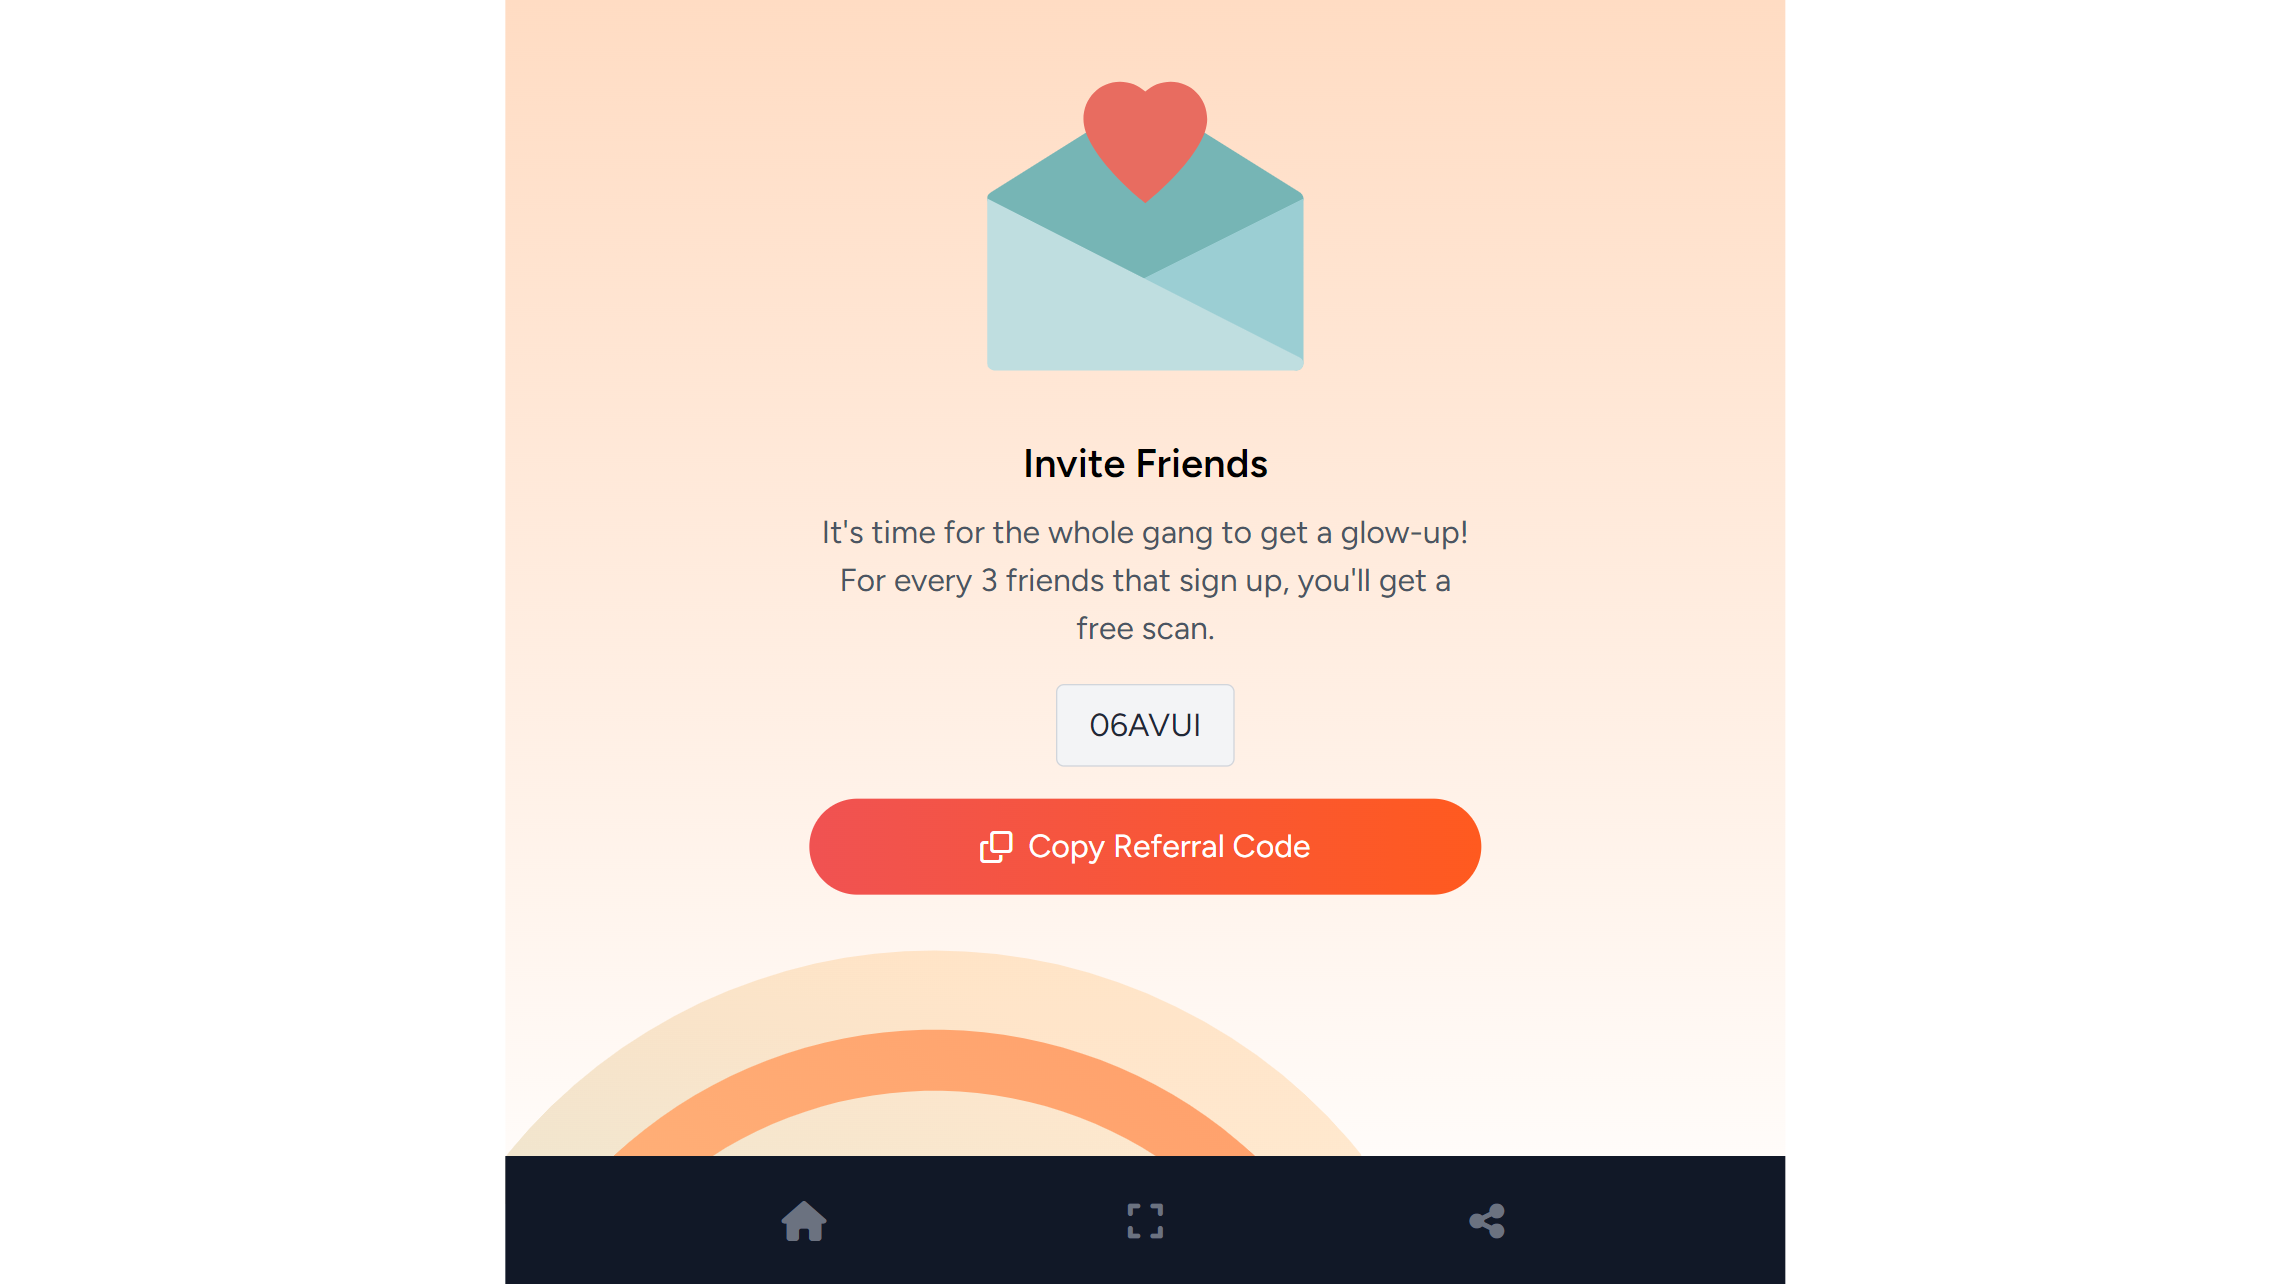 Invite Friends
It's time for the whole gang to get a glow-up!
For every 3 friends that sign up, you'll get a
free scan.
06AVUI
Copy Referral Code